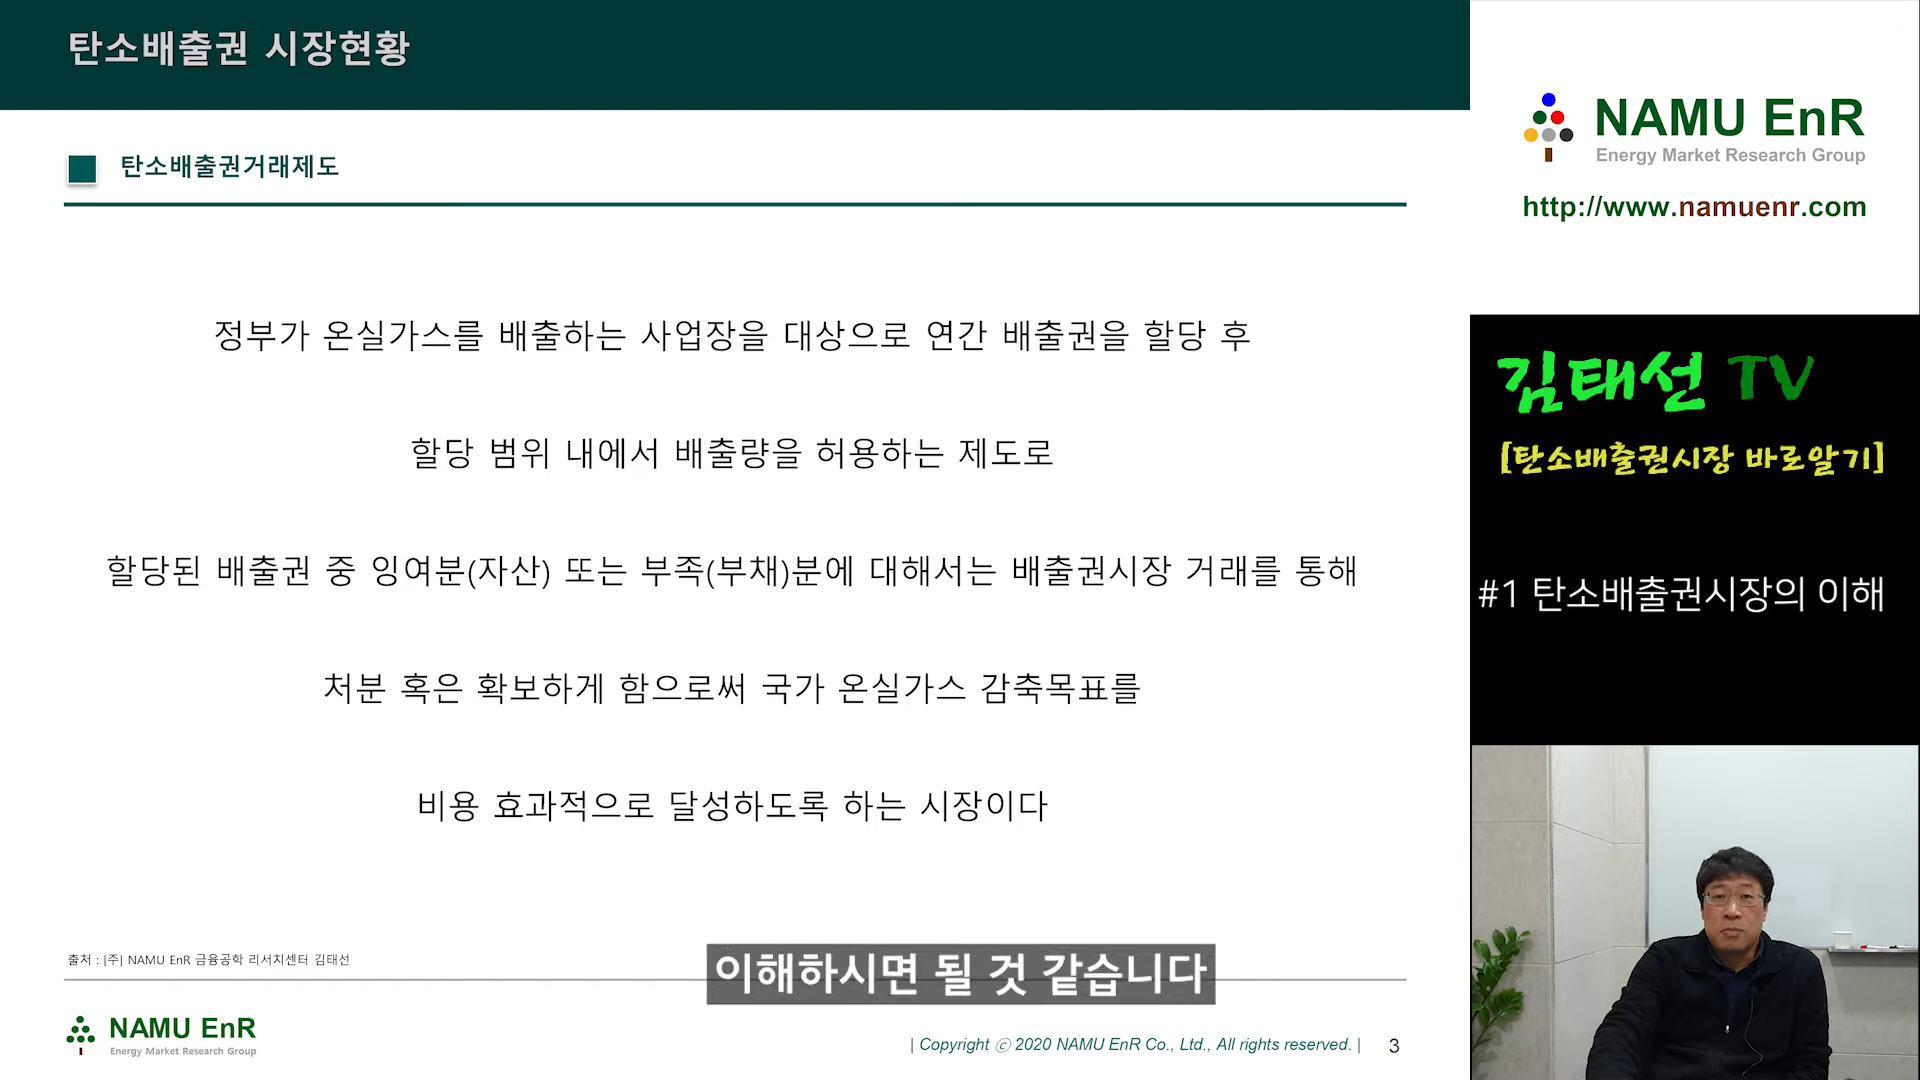 탄소배출권 시장현황
탄소배출권거래제도
정부가 온실가스를 배출하는 사업장을 대상으로 연간 배출권을 할당 후
할당 범위 내에서 배출량을 허용하는 제도로
할당된 배출권 중 잉여분(자산) 또는 부족(부채)분에 대해서는 배출권시장 거래를 통해
처분 혹은 확보하게 함으로써 국가 온실가스 감축목표를
비용 효과적으로 달성하도록 하는 시장이다
출처 : [주] NAMU EnR 금융공학 리서치센터 김태선
이해하시면 될 것 같습니다
NAMU EnR
Energy Market Research Group
| Copyright ⓒ 2020 NAMU EnR Co., Ltd., All rights reserved. |
3
NAMU EnR
Energy Market Research Group
http://www.namuenr.com
김태선 TV
[탄소배출권시장 바로알기]
#1 탄소배출권시장의 이해